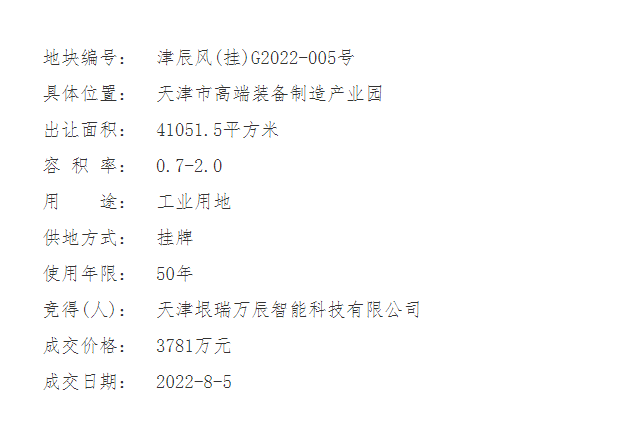 地块编号： 津辰风(挂)G2022-005号
具体位置： 天津市高端装备制造产业园
出让面积： 41051.5平方米
容 积 率： 0.7-2.0
用　　途： 工业用地
供地方式： 挂牌
使用年限： 50年
竞得(人)： 天津垠瑞万辰智能科技有限公司
成交价格： 3781万元
成交日期： 2022-8-5